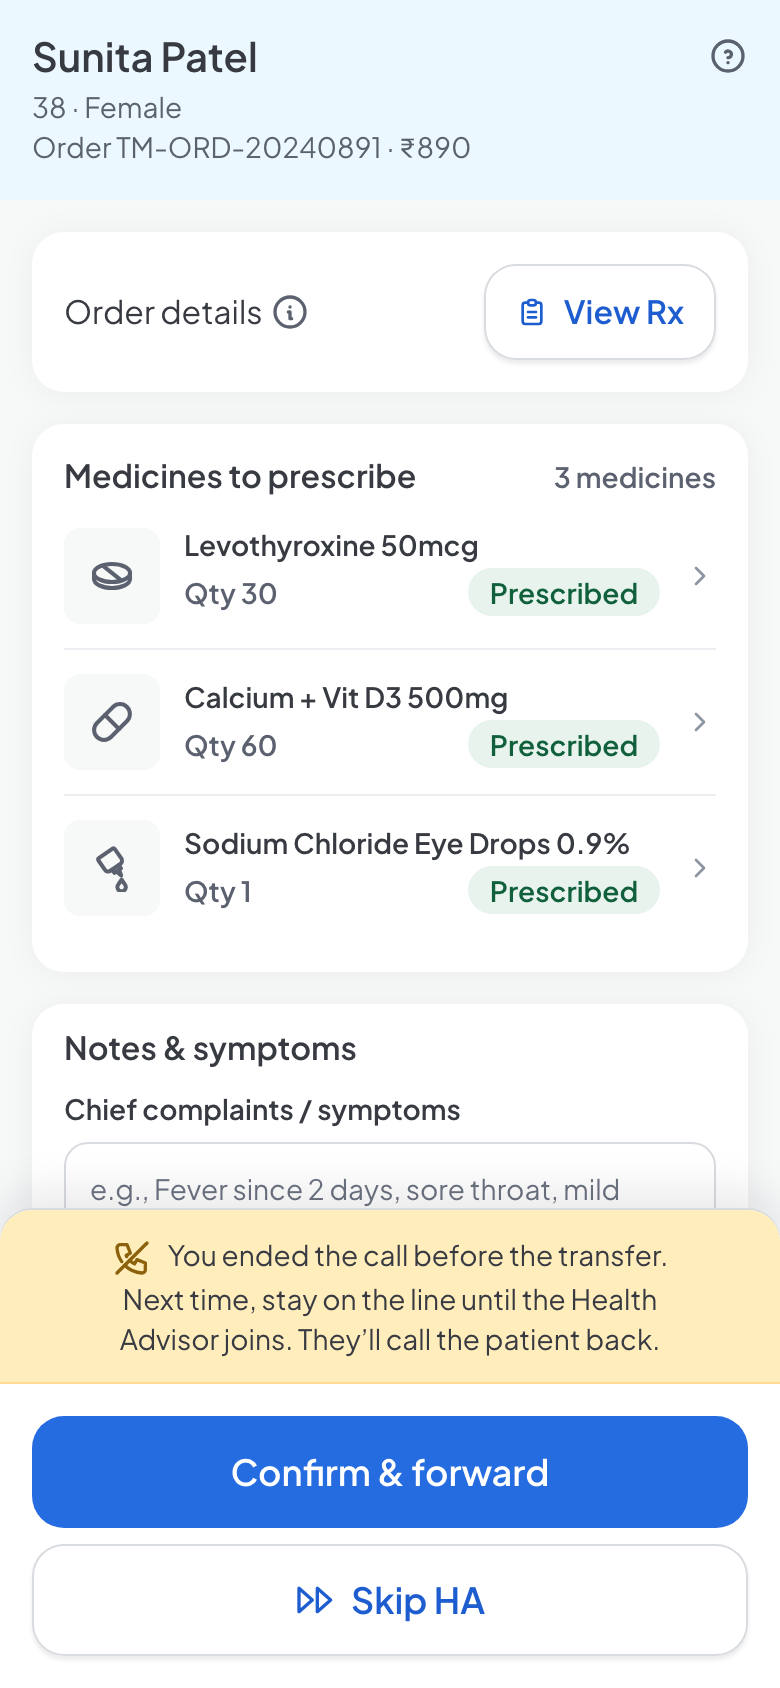 Sunita Patel
38 · Female
Order TM-ORD-20240891 · ₹890
Order details
View Rx
Medicines to prescribe
3 medicines
Levothyroxine 50mcg
Qty 30
Prescribed
Calcium + Vit D3 500mg
Qty 60
Prescribed
Sodium Chloride Eye Drops 0.9%
Qty 1
Prescribed
Notes & symptoms
Chief complaints / symptoms
e.g., Fever since 2 days, sore throat, mild
You ended the call before the transfer.
Next time, stay on the line until the Health
Advisor joins. They’ll call the patient back.
Confirm & forward
Skip HA